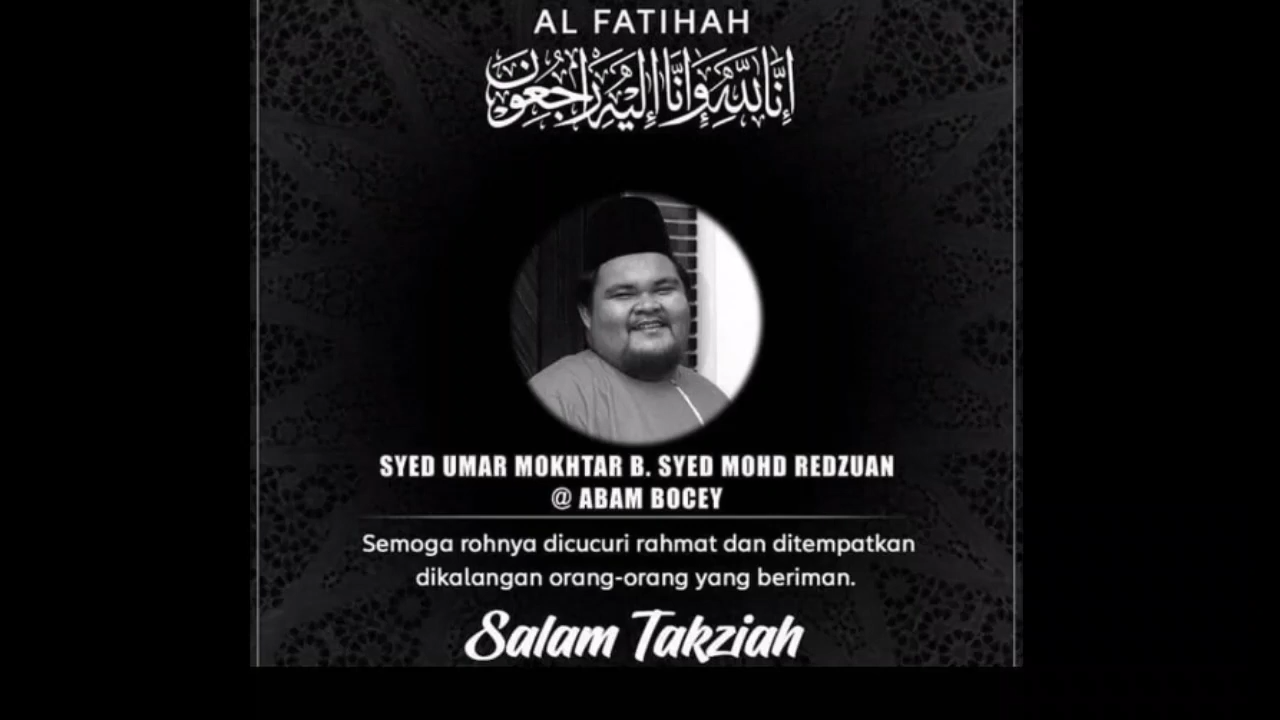 AL FATIHAH
إِنَّا لِلَّٰهِ وَإِنَّا إِلَيْهِ رَاجِعُونَ
SYED UMAR MOKHTAR B. SYED MOHD REDZUAN
@ ABAM BOCEY
Semoga rohnya dicucuri rahmat dan ditempatkan
dikalangan orang-orang yang beriman.
Salam Takziah